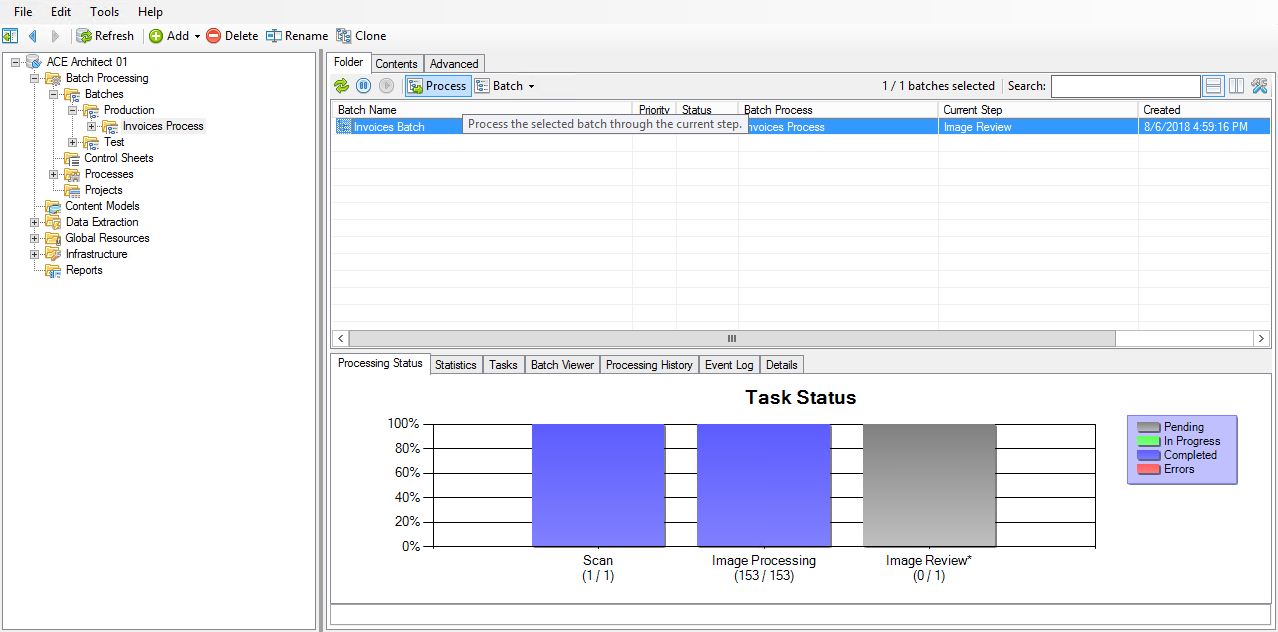 File Edit Tools Help
Refresh Add Delete Rename Clone
ACE Architect 01
Batch Processing
Batches
Production
Invoices Process
Test
Control Sheets
Processes
Projects
Content Models
Data Extraction
Global Resources
Infrastructure
Reports
Folder Contents Advanced
Process Batch 1 / 1 batches selected Search:
Batch Name Priority Status Batch Process Current Step Created
Invoices Batch nvoices Process Image Review 8/6/2018 4:59:16 PM
Process the selected batch through the current step.
Processing Status Statistics Tasks Batch Viewer Processing History Event Log Details
Task Status
100%
80%
60%
40%
20%
0%
Scan
(1 / 1)
Image Processing
(153 / 153)
Image Review*
(0 / 1)
Pending
In Progress
Completed
Errors